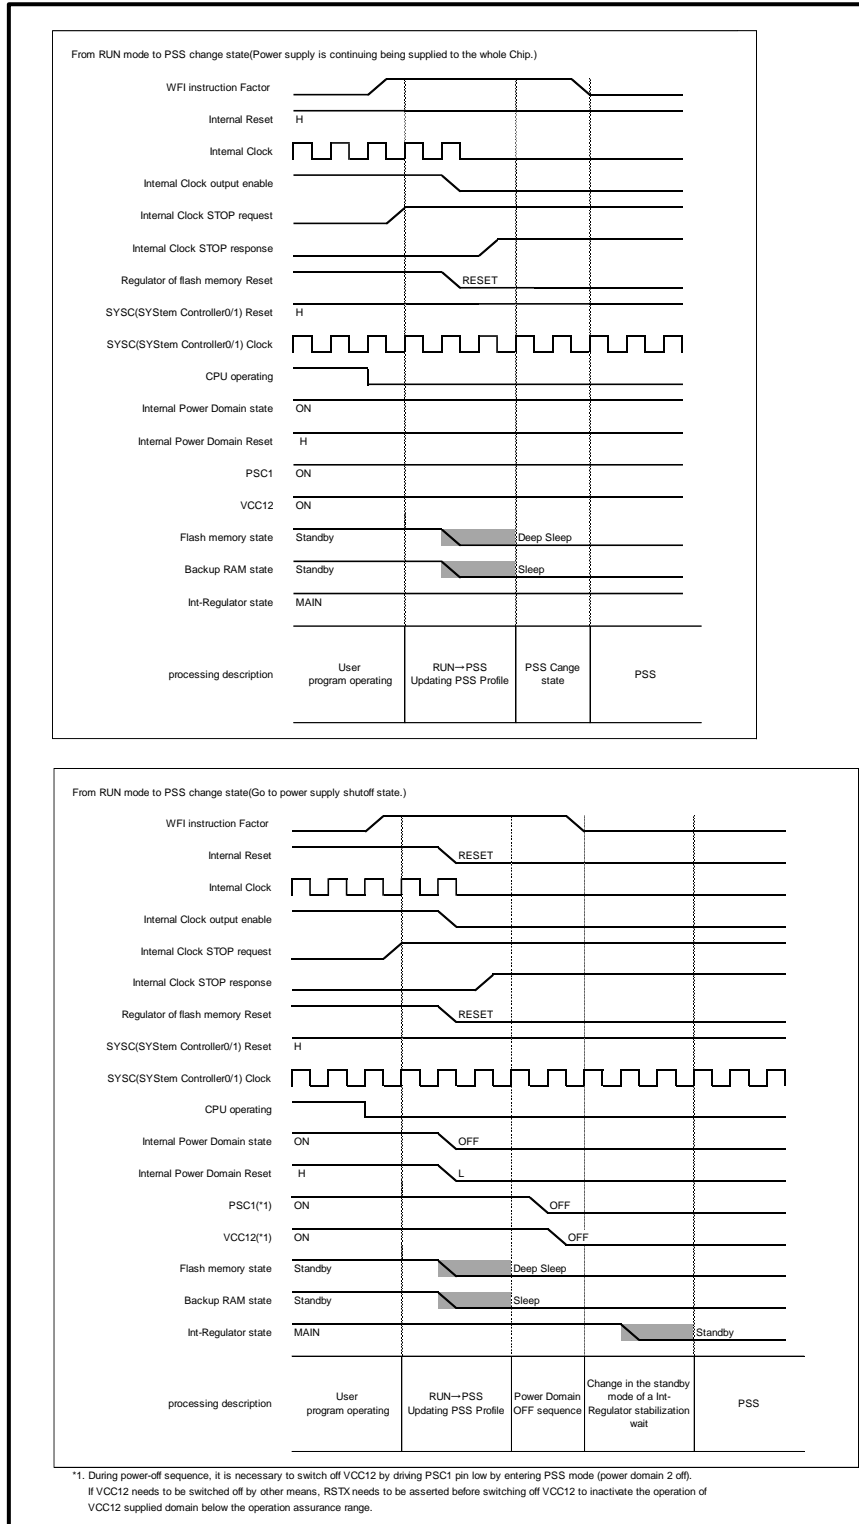 From RUN mode to PSS change state(Power supply is continuing being supplied to the whole Chip.)
WFI instruction Factor
Internal Reset H
Internal Clock
Internal Clock output enable
Internal Clock STOP request
Internal Clock STOP response
Regulator of flash memory Reset RESET
SYSC(SYStem Controller0/1) Reset H
SYSC(SYStem Controller0/1) Clock
CPU operating
Internal Power Domain state ON
Internal Power Domain Reset H
PSC1 ON
VCC12 ON
Flash memory state Standby Deep Sleep
Backup RAM state Standby Sleep
Int-Regulator state MAIN
processing description
User
program operating
RUN→PSS
Updating PSS Profile
PSS Cange
state
PSS
From RUN mode to PSS change state(Go to power supply shutoff state.)
WFI instruction Factor
Internal Reset RESET
Internal Clock
Internal Clock output enable
Internal Clock STOP request
Internal Clock STOP response
Regulator of flash memory Reset RESET
SYSC(SYStem Controller0/1) Reset H
SYSC(SYStem Controller0/1) Clock
CPU operating
Internal Power Domain state ON OFF
Internal Power Domain Reset H L
PSC1(*1) ON OFF
VCC12(*1) ON OFF
Flash memory state Standby Deep Sleep
Backup RAM state Standby Sleep
Int-Regulator state MAIN Standby
processing description
User
program operating
RUN→PSS
Updating PSS Profile
Power Domain
OFF sequence
Change in the standby
mode of a Int-
Regulator stabilization
wait
PSS
*1. During power-off sequence, it is necessary to switch off VCC12 by driving PSC1 pin low by entering PSS mode (power domain 2 off).
If VCC12 needs to be switched off by other means, RSTX needs to be asserted before switching off VCC12 to inactivate the operation of
VCC12 supplied domain below the operation assurance range.